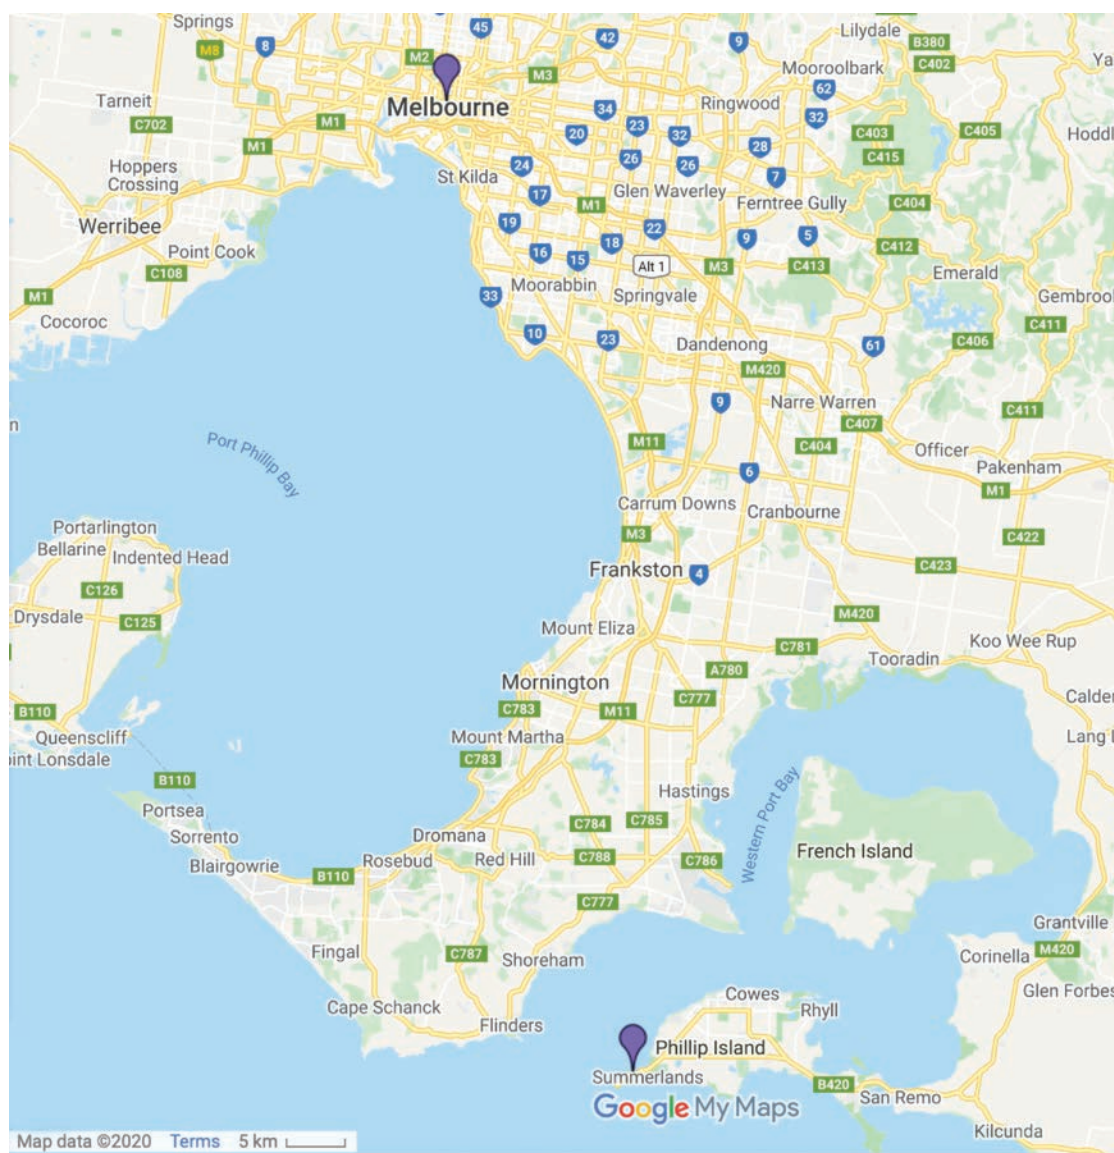 Springs
M8
8
M2
45
42
9
Lilydale
B380
C402
Ya
Mooroolbark
M3
62
Tarneit
Melbourne
Ringwood
34
C702
M1
20
23
32
32
C403
C405
Hoddl
M1
28
C415
Hoppers
Crossing
24
26
26
7
St Kilda
17
Glen Waverley
Ferntree Gully
C404
M1
Werribee
19
22
Point Cook
16
18
9
5
C412
15
Alt 1
M3
C413
C108
Moorabbin
Springvale
Emerald
M1
33
Gembrook
Cocoroc
10
23
C411
C406
Dandenong
61
M420
9
Narre Warren
C411
n
C407
Port Phillip Bay
M11
C404
Officer
6
Pakenham
M1
Carrum Downs
Cranbourne
Portarlington
M3
C422
Bellarine
Indented Head
Frankston
C423
4
C126
Drysdale
C125
M420
Mount Eliza
C781
Koo Wee Rup
Tooradin
A780
Mornington
C777
Calder
B110
C783
M11
Queenscliff
Mount Martha
Lang L
int Lonsdale
C783
B110
Western Port Bay
Hastings
Portsea
Sorrento
Dromana
C784
C785
Blairgowrie
Rosebud
Red Hill
C788
C786
French Island
B110
C777
Grantville
Fingal
C787
Shoreham
M420
Corinella
Glen Forbes
Cape Schanck
Cowes
Rhyll
Flinders
Phillip Island
Summerlands
B420
San Remo
Google My Maps
Kilcunda
Map data ©2020 Terms 5 km